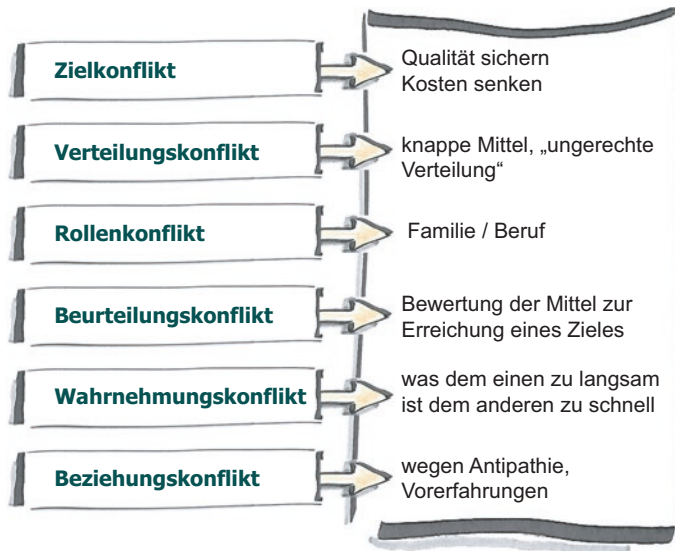 Zielkonflikt
Qualität sichern
Kosten senken
Verteilungskonflikt
knappe Mittel, „ungerechte
Verteilung“
Rollenkonflikt
Familie / Beruf
Beurteilungskonflikt
Bewertung der Mittel zur
Erreichung eines Zieles
Wahrnehmungskonflikt
was dem einen zu langsam
ist dem anderen zu schnell
Beziehungskonflikt
wegen Antipathie,
Vorerfahrungen